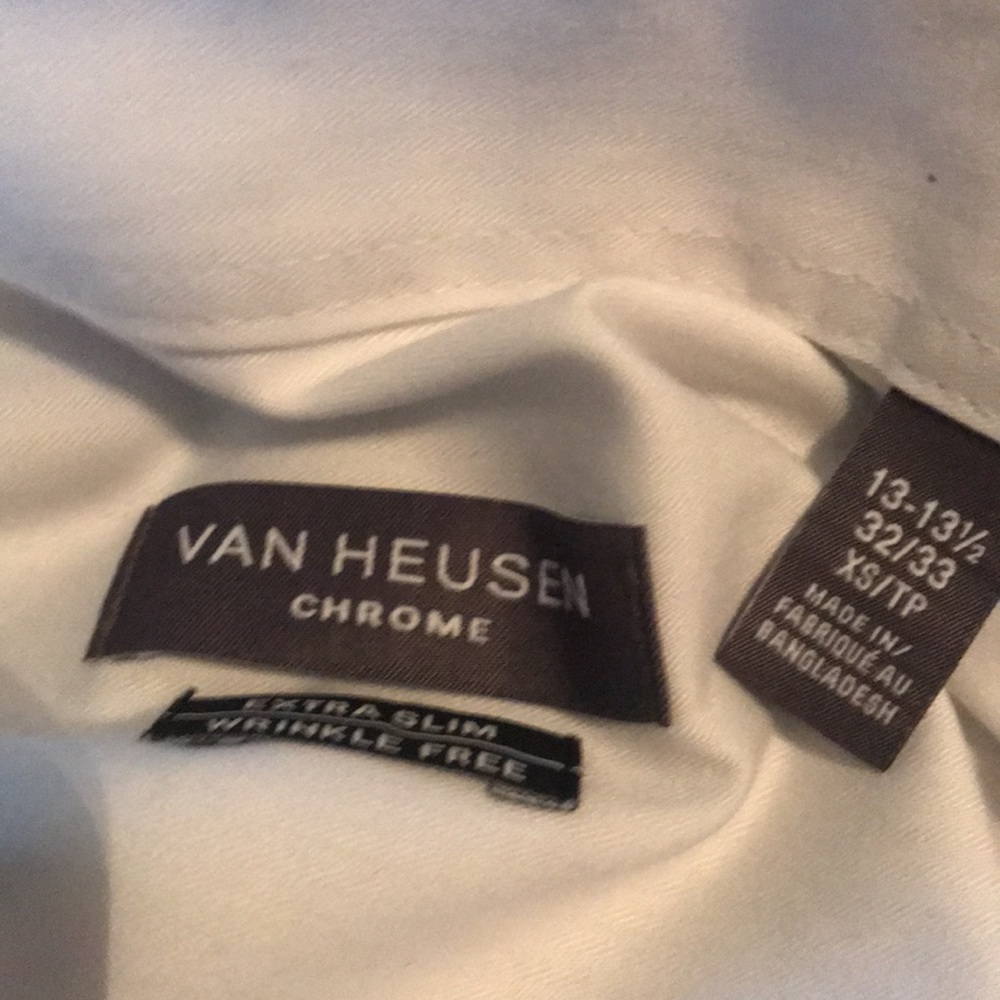 VAN HEUSEN
CHROME
EXTRA SLIM
WRINKLE FREE
13-13½
32/33
XS/TP
MADE IN/
FABRIQUÉ AU
BANGLADESH